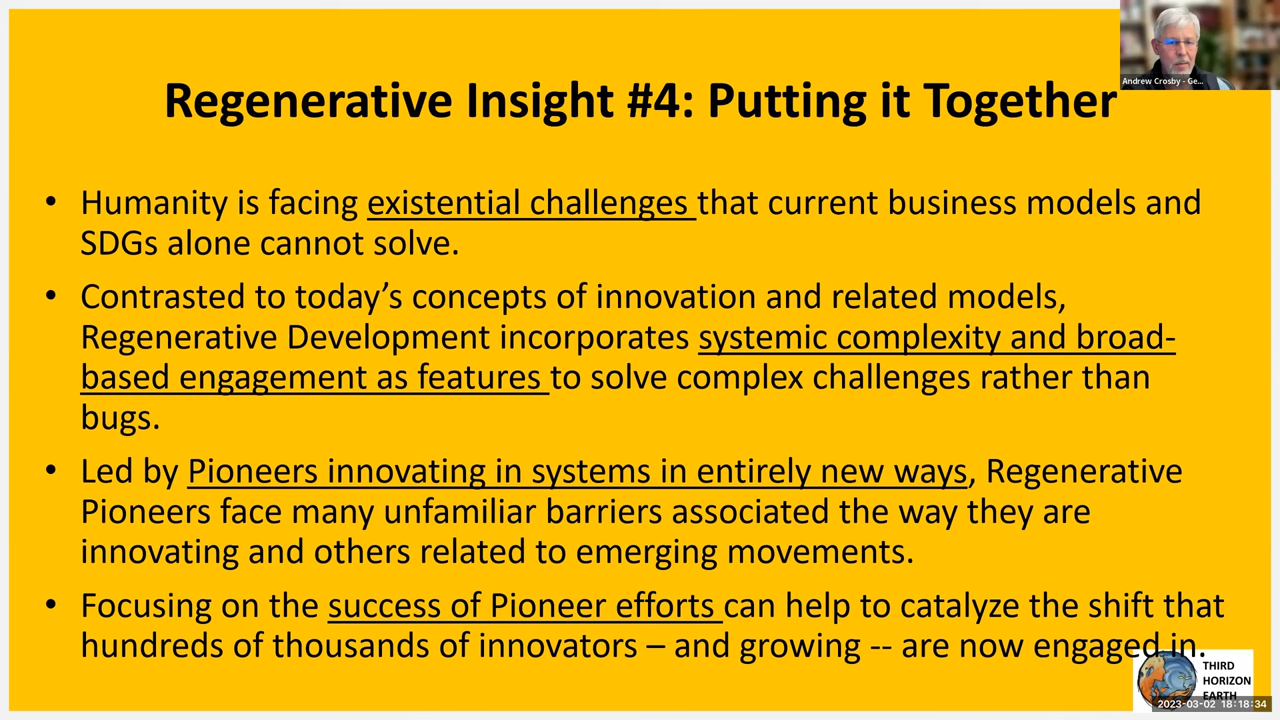 Andrew Crosby - Ge...
Regenerative Insight #4: Putting it Together
• Humanity is facing existential challenges that current business models and
SDGs alone cannot solve.
• Contrasted to today’s concepts of innovation and related models,
Regenerative Development incorporates systemic complexity and broad-
based engagement as features to solve complex challenges rather than
bugs.
• Led by Pioneers innovating in systems in entirely new ways, Regenerative
Pioneers face many unfamiliar barriers associated the way they are
innovating and others related to emerging movements.
• Focusing on the success of Pioneer efforts can help to catalyze the shift that
hundreds of thousands of innovators – and growing -- are now engaged in.
THIRD
HORIZON
EARTH
2023-03-02 18:18:34